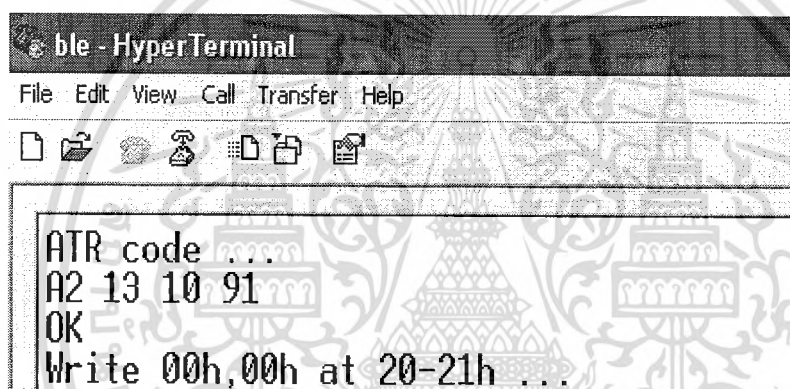 ble - HyperTerminal
File Edit View Call Transfer Help
ATR code ...
A2 13 10 91
OK
Write 00h,00h at 20-21h ...